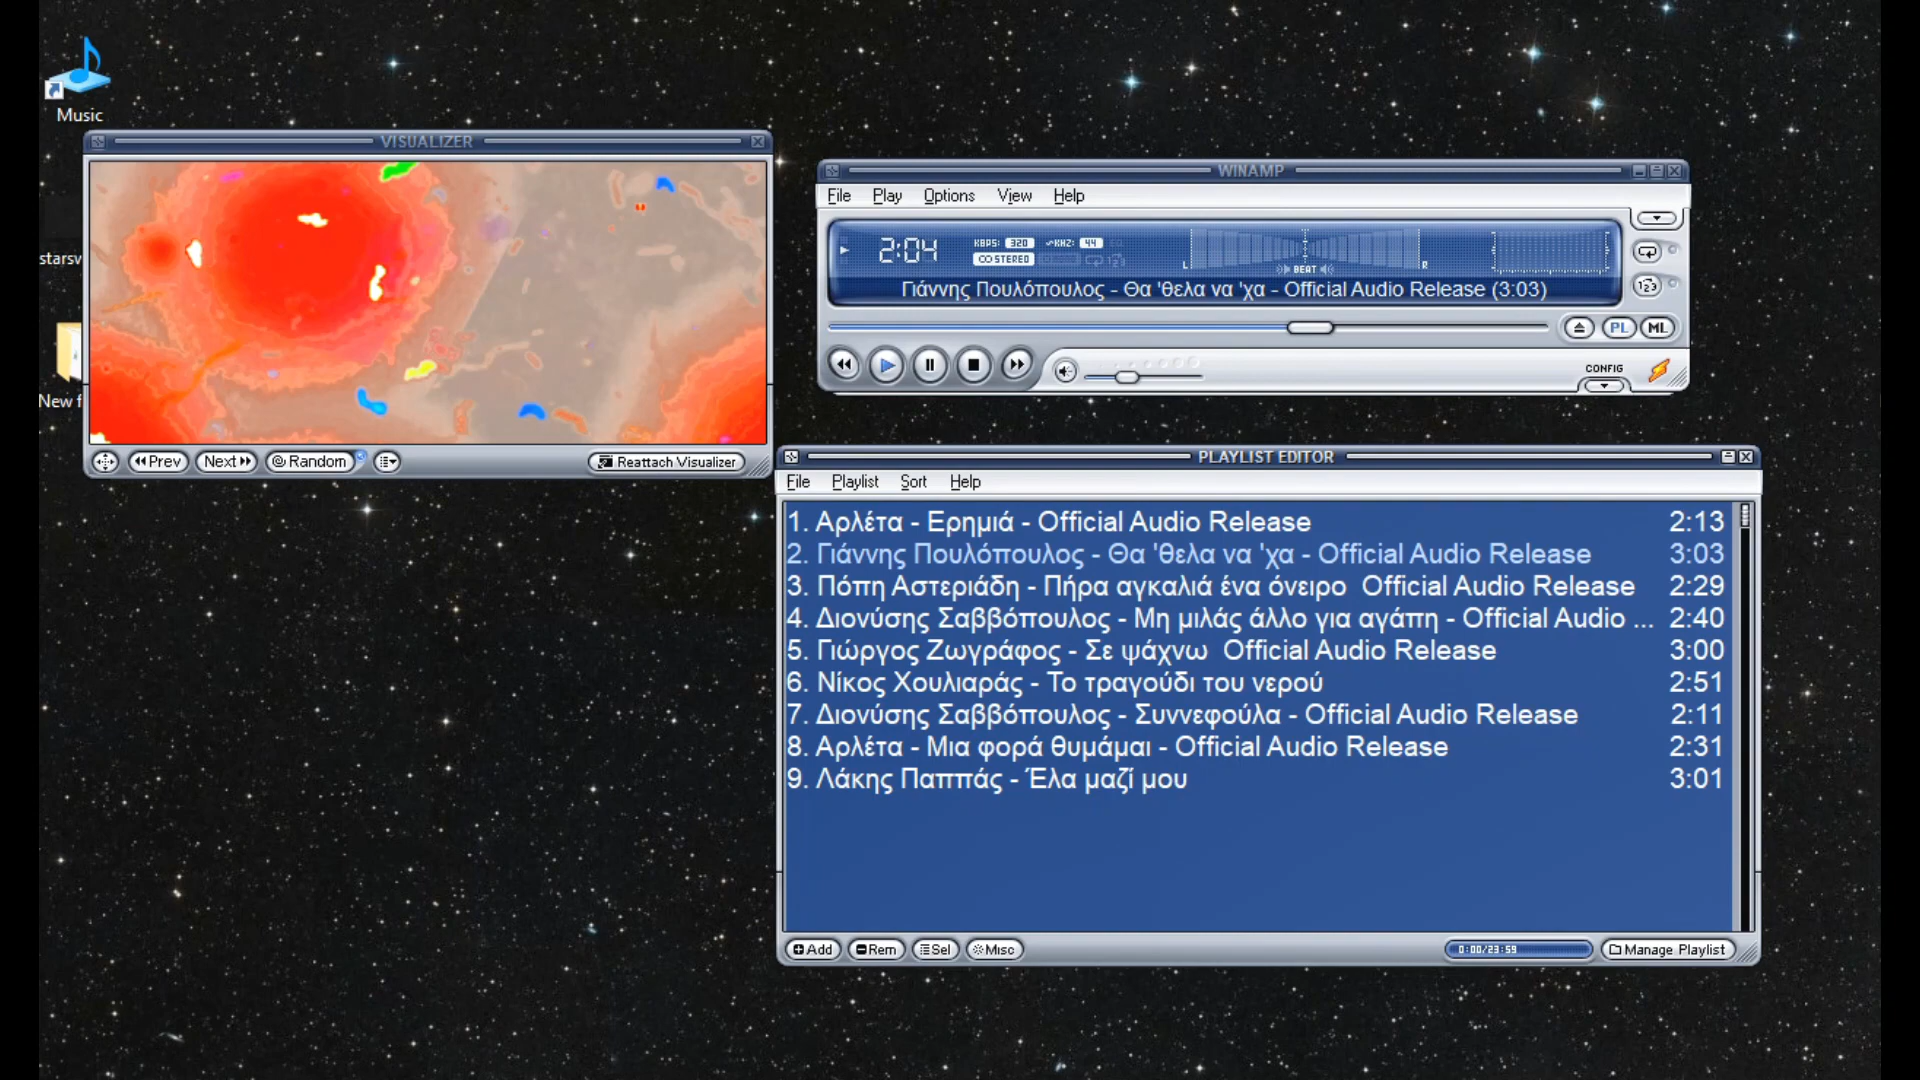 Music
starsw
New f
VISUALIZER
Prev
Next
Random
Reattach Visualizer
WINAMP
File Play Options View Help
2:04
KBPS: 320 KHZ: 44
STEREO
L BEAT R
Γιάννης Πουλόπουλος - Θα 'θελα να 'χα - Official Audio Release (3:03)
PL ML
CONFIG
PLAYLIST EDITOR
File Playlist Sort Help
1. Αρλέτα - Ερημιά - Official Audio Release 2:13
2. Γιάννης Πουλόπουλος - Θα 'θελα να 'χα - Official Audio Release 3:03
3. Πόπη Αστεριάδη - Πήρα αγκαλιά ένα όνειρο  Official Audio Release 2:29
4. Διονύσης Σαββόπουλος - Μη μιλάς άλλο για αγάπη - Official Audio ... 2:40
5. Γιώργος Ζωγράφος - Σε ψάχνω  Official Audio Release 3:00
6. Νίκος Χουλιαράς - Το τραγούδι του νερού 2:51
7. Διονύσης Σαββόπουλος - Συννεφούλα - Official Audio Release 2:11
8. Αρλέτα - Μια φορά θυμάμαι - Official Audio Release 2:31
9. Λάκης Παππάς - Έλα μαζί μου 3:01
Add Rem Sel Misc
0:00/23:59
Manage Playlist